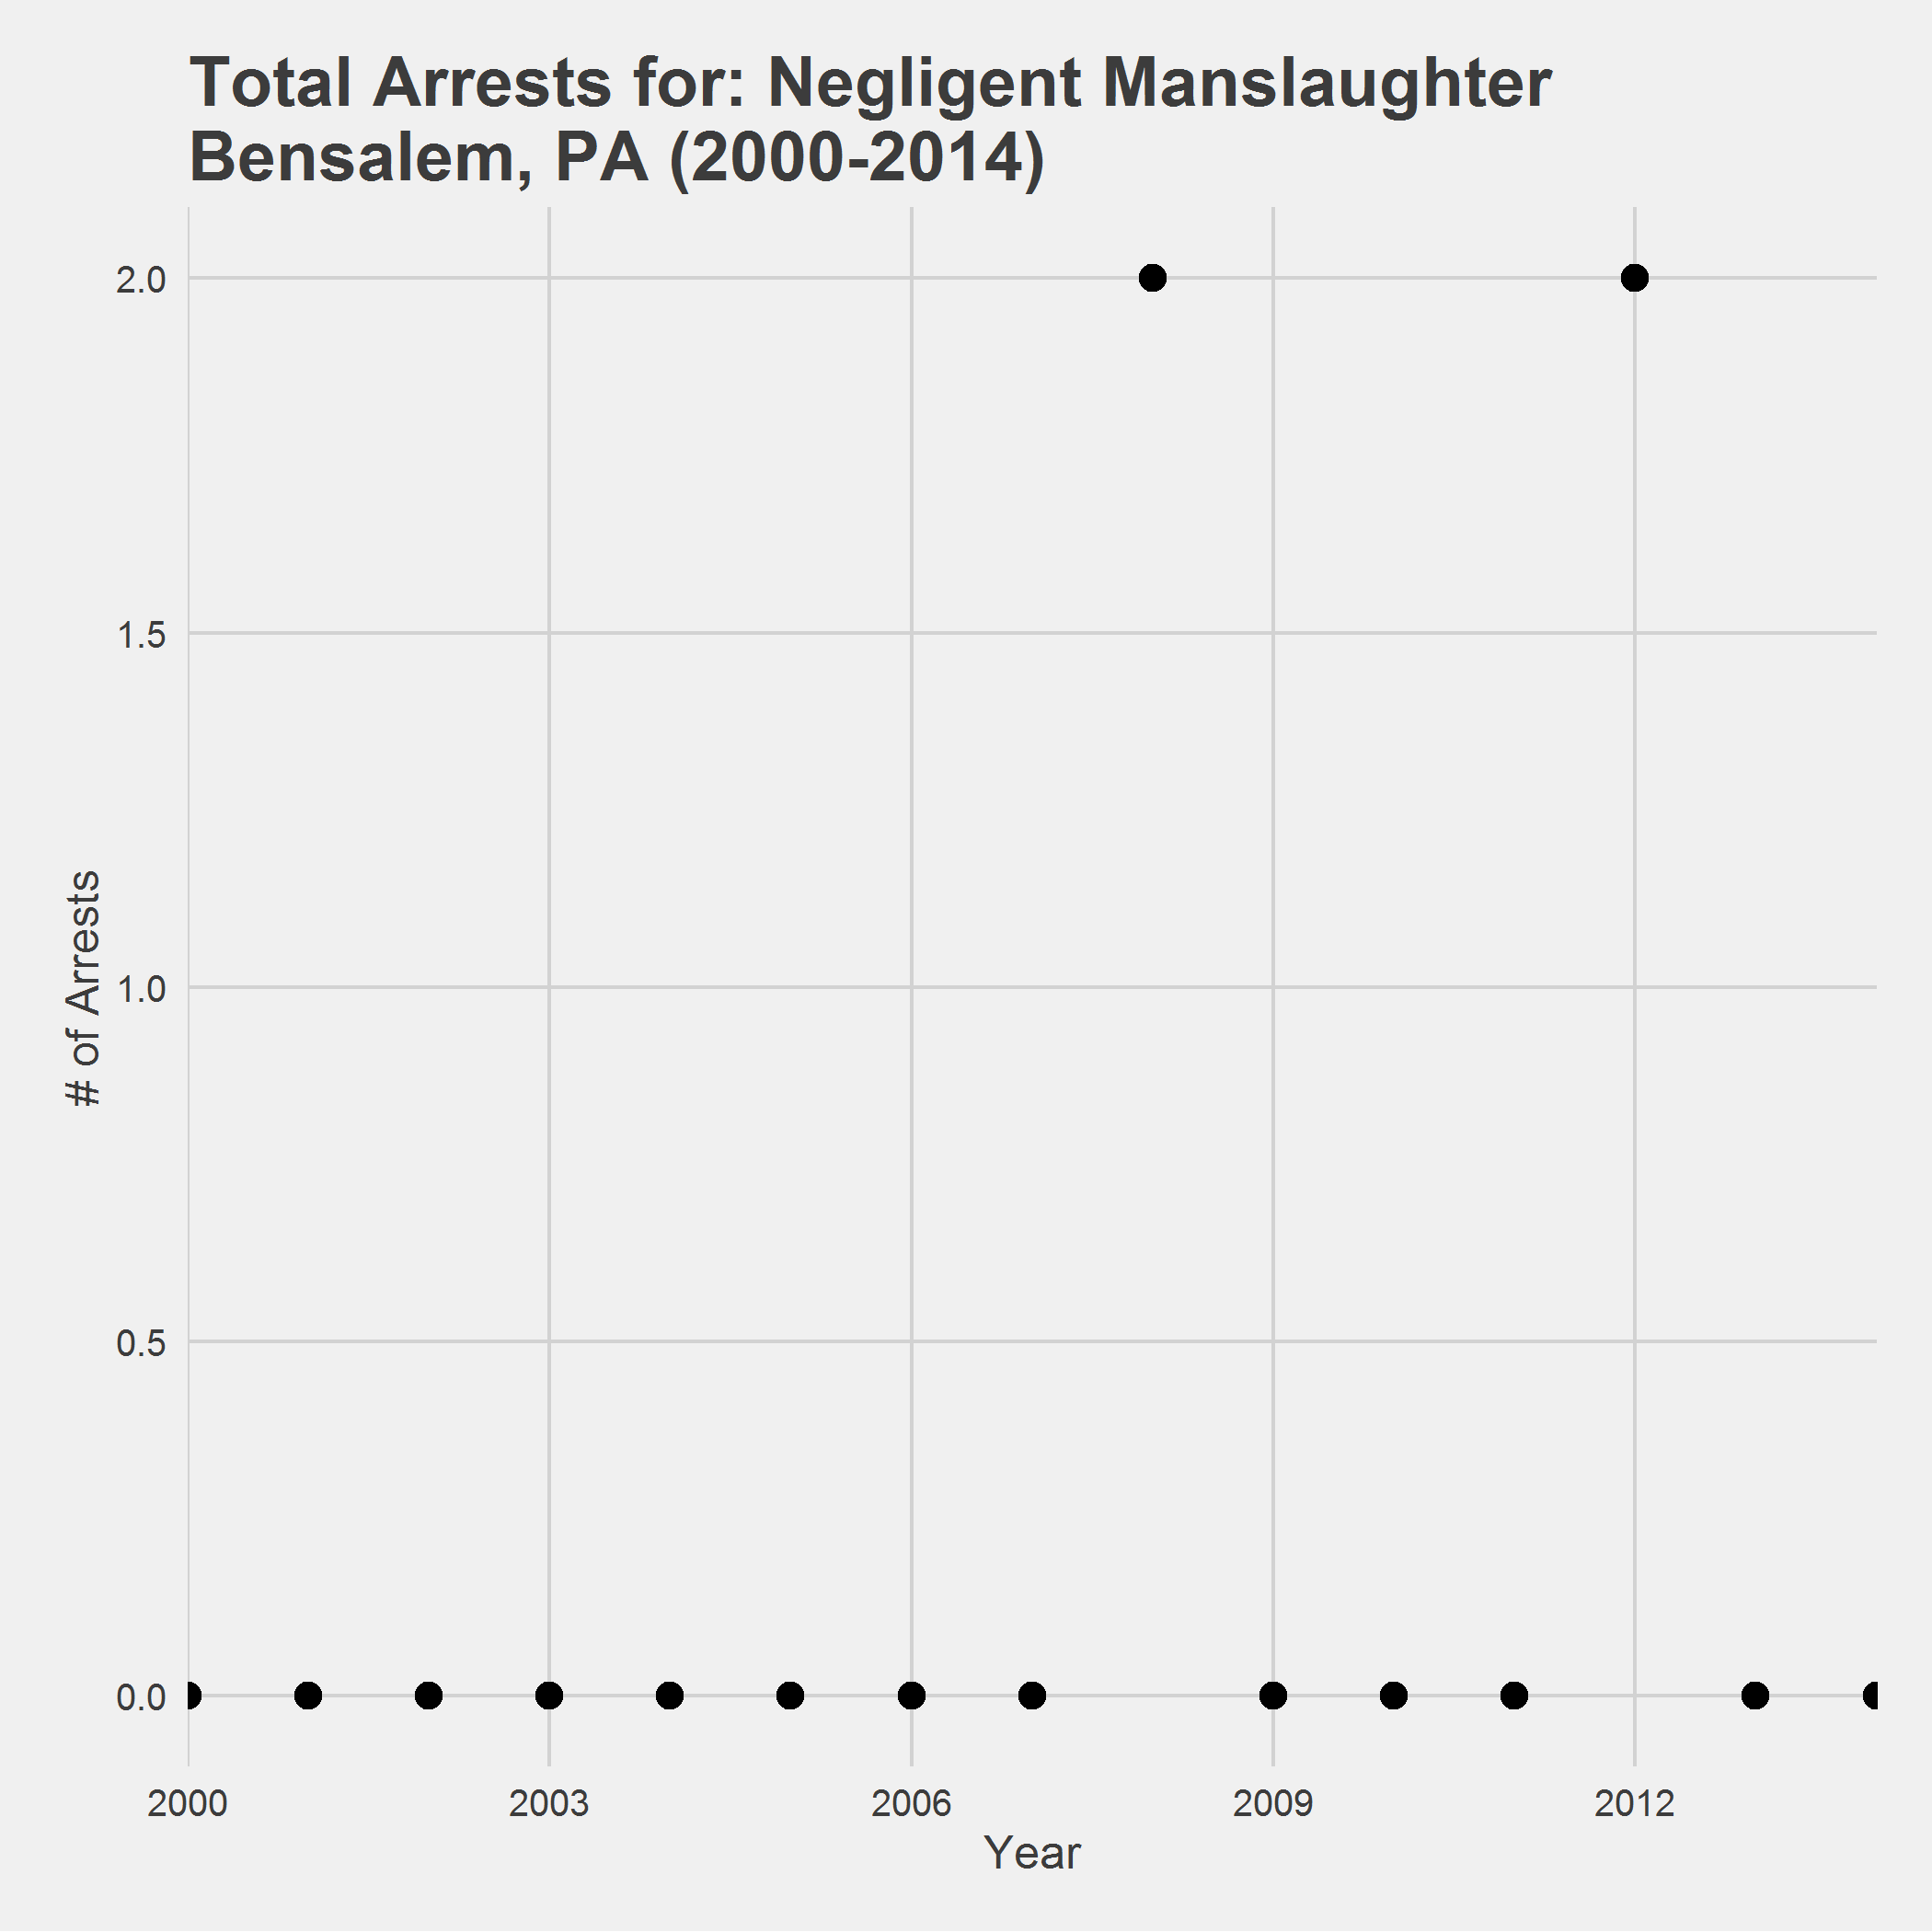 Total Arrests for: Negligent Manslaughter
Bensalem, PA (2000-2014)
2.0
1.5
1.0
0.5
0.0
# of Arrests
2000 2003 2006 2009 2012
Year